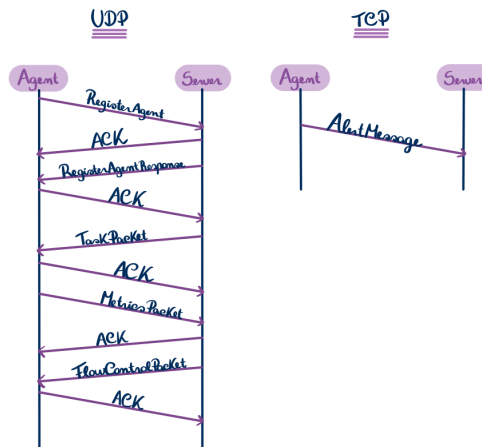 UDP
TCP
Agent
Server
Agent
Server
RegisterAgent
ACK
RegisterAgentResponse
ACK
TaskPacket
ACK
MetricsPacket
ACK
FlowControlPacket
ACK
AlertMessage